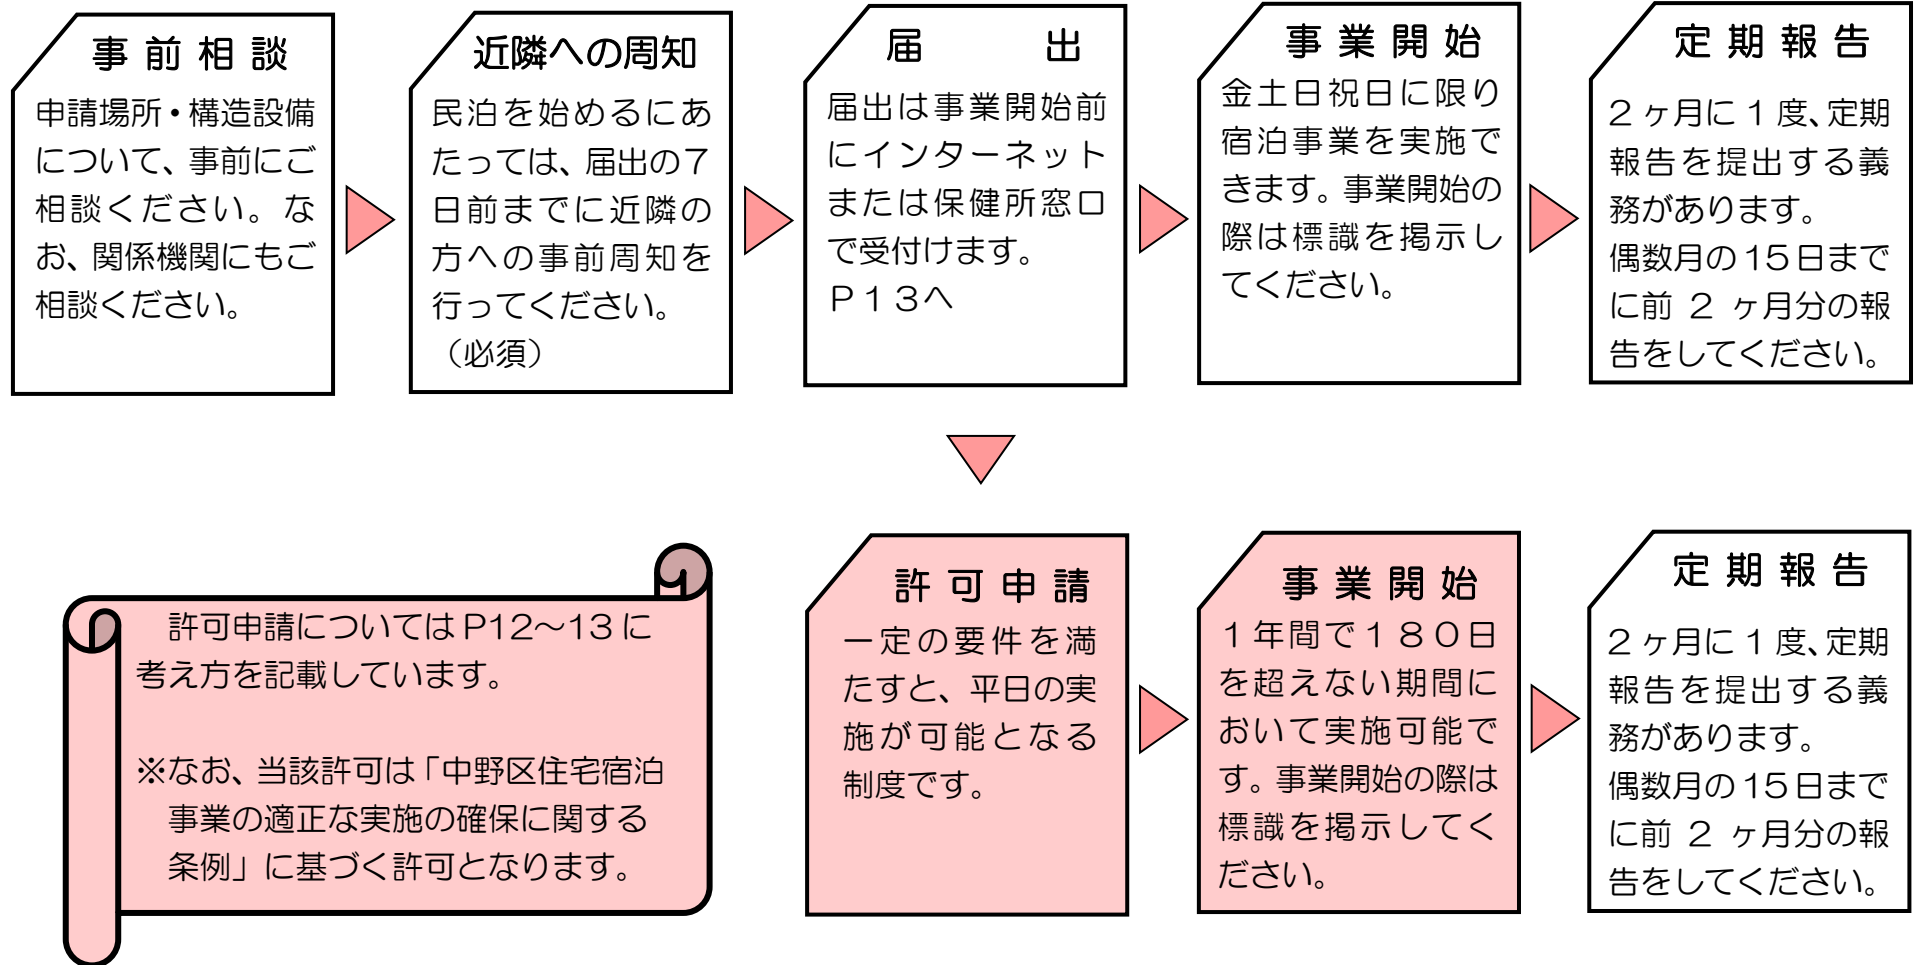 事前相談
申請場所・構造設備
について、事前にご
相談ください。な
お、関係機関にもご
相談ください。
近隣への周知
民泊を始めるにあ
たっては、届出の７
日前までに近隣の
方への事前周知を
行ってください。
（必須）
届出
届出は事業開始前
にインターネット
または保健所窓口
で受付けます。
Ｐ１３へ
事業開始
金土日祝日に限り
宿泊事業を実施で
きます。事業開始の
際は標識を掲示し
てください。
定期報告
２ヶ月に１度、定期
報告を提出する義
務があります。
偶数月の15日まで
に前２ヶ月分の報
告をしてください。
許可申請についてはP12～13に
考え方を記載しています。
※なお、当該許可は「中野区住宅宿泊
事業の適正な実施の確保に関する
条例」に基づく許可となります。
許可申請
一定の要件を満
たすと、平日の実
施が可能となる
制度です。
事業開始
１年間で１８０日
を超えない期間に
おいて実施可能で
す。事業開始の際は
標識を掲示してく
ださい。
定期報告
２ヶ月に１度、定期
報告を提出する義
務があります。
偶数月の15日まで
に前２ヶ月分の報
告をしてください。